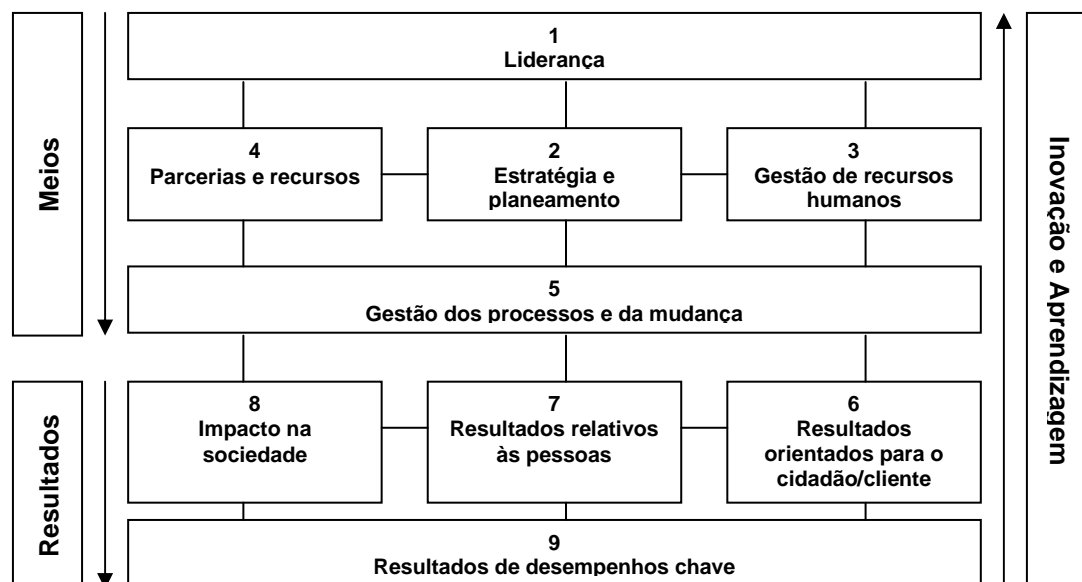 Meios
1
Liderança
4
Parcerias e recursos
2
Estratégia e
planeamento
3
Gestão de recursos
humanos
5
Gestão dos processos e da mudança
Resultados
8
Impacto na
sociedade
7
Resultados relativos
às pessoas
6
Resultados
orientados para o
cidadão/cliente
9
Resultados de desempenhos chave
Inovação e Aprendizagem